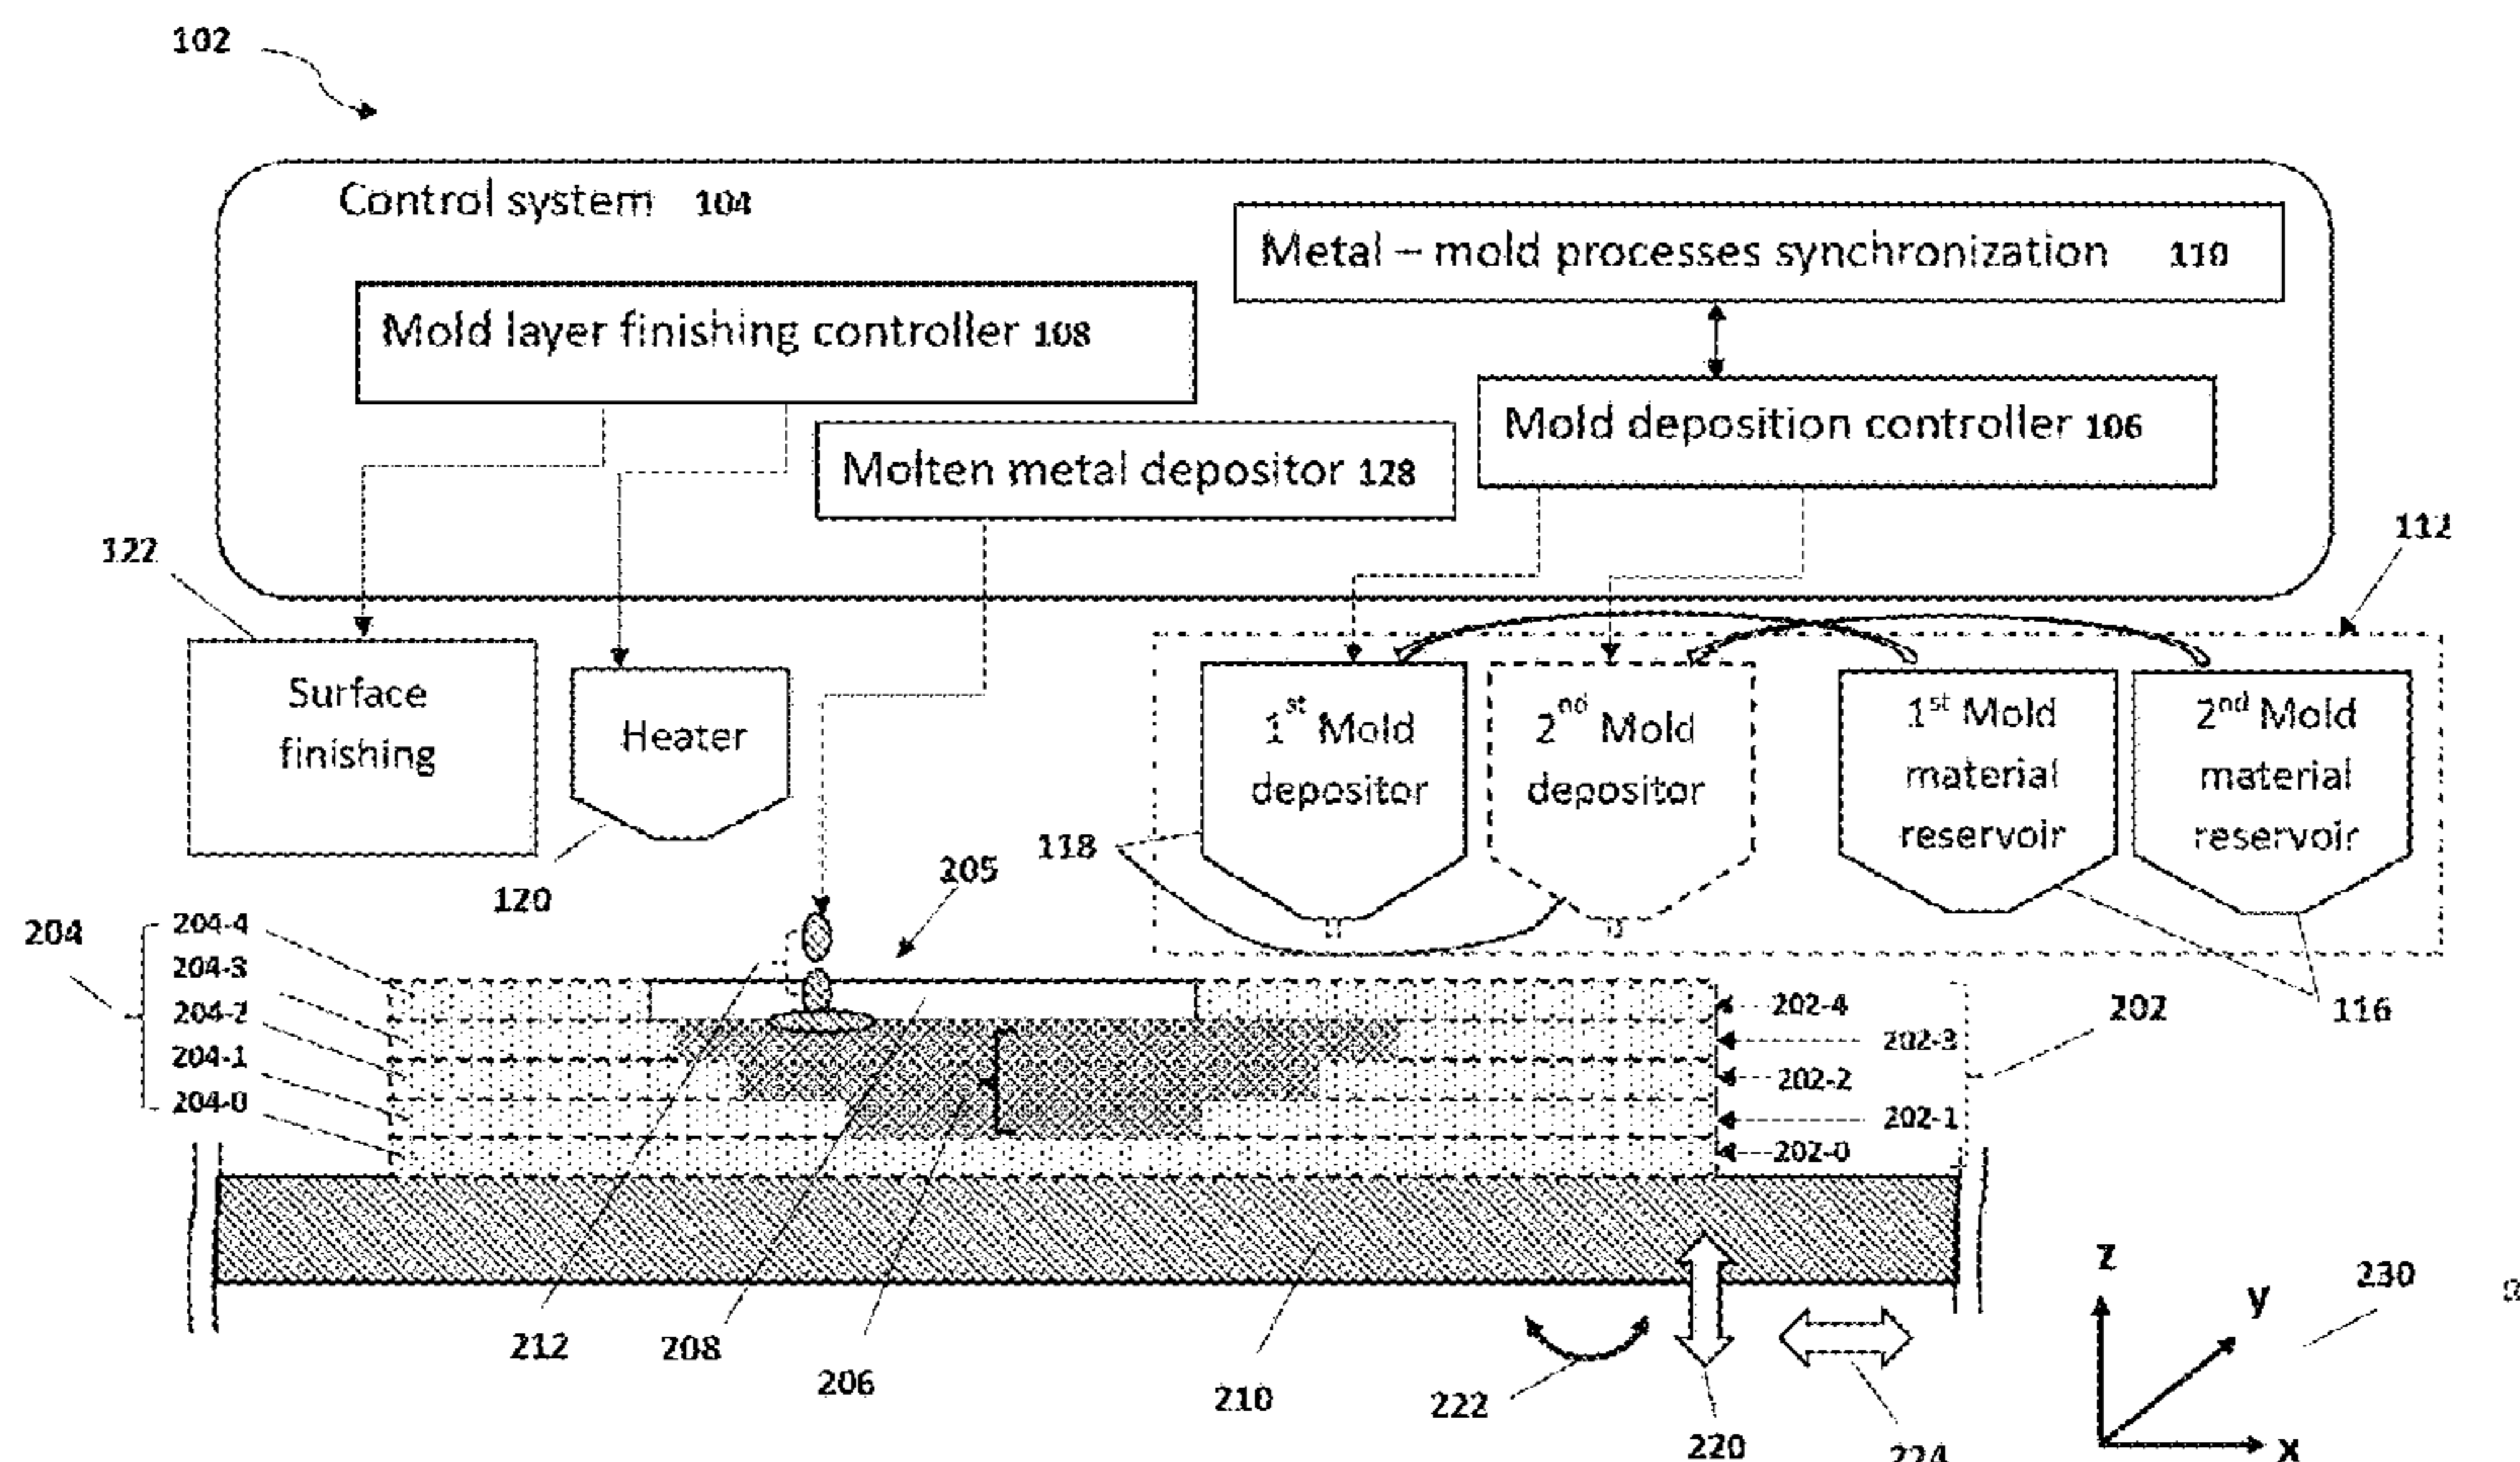 102
Control system 104
Metal – mold processes synchronization 110
Mold layer finishing controller 108
Mold deposition controller 106
Molten metal depositor 128
112
122
Surface
finishing
Heater
1st Mold
depositor
2nd Mold
depositor
1st Mold
material
reservoir
2nd Mold
material
reservoir
118
120
205
116
204
204-4
204-3
204-2
204-1
204-0
202-4
202-3
202-2
202-1
202-0
202
212
208
206
210
222
220
224
230
z
y
x